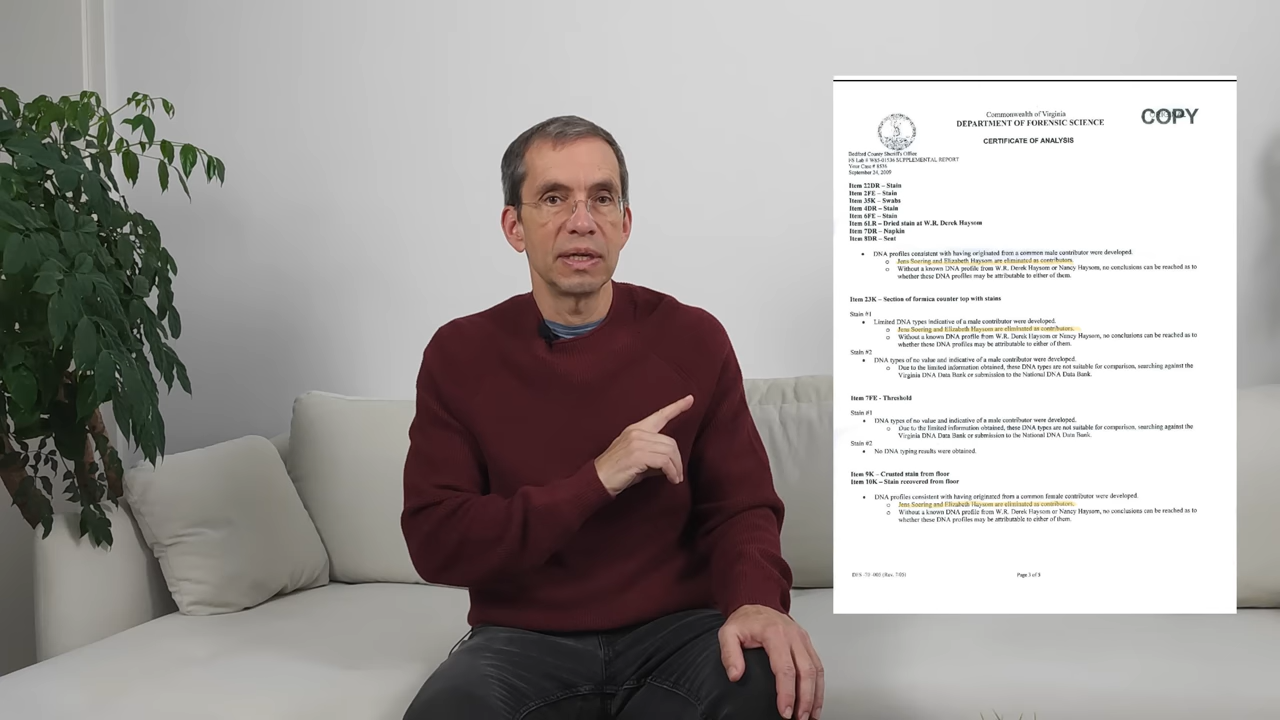 Commonwealth of Virginia
DEPARTMENT OF FORENSIC SCIENCE
COPY
CERTIFICATE OF ANALYSIS
Bedford County Sheriff's Office
FS Lab # W85-01536 SUPPLEMENTAL REPORT
Your Case # 8536
September 24, 2009
Item 22DR – Stain
Item 2FE – Stain
Item 35K – Swabs
Item 4DR – Stain
Item 6FE – Stain
Item 6LR – Dried stain at W.R. Derek Haysom
Item 7DR – Napkin
Item 8DR – Seat
• DNA profiles consistent with having originated from a common male contributor were developed.
o Jens Soering and Elizabeth Haysom are eliminated as contributors.
o Without a known DNA profile from W.R. Derek Haysom or Nancy Haysom, no conclusions can be reached as to
whether these DNA profiles may be attributable to either of them.
Item 23K – Section of formica counter top with stains
Stain #1
• Limited DNA types indicative of a male contributor were developed.
o Jens Soering and Elizabeth Haysom are eliminated as contributors.
o Without a known DNA profile from W.R. Derek Haysom or Nancy Haysom, no conclusions can be reached as to
whether these DNA profiles may be attributable to either of them.
Stain #2
• DNA types of no value and indicative of a male contributor were developed.
o Due to the limited information obtained, these DNA types are not suitable for comparison, searching against the
Virginia DNA Data Bank or submission to the National DNA Data Bank.
Item 7FE - Threshold
Stain #1
• DNA types of no value and indicative of a male contributor were developed.
o Due to the limited information obtained, these DNA types are not suitable for comparison, searching against the
Virginia DNA Data Bank or submission to the National DNA Data Bank.
Stain #2
• No DNA typing results were obtained.
Item 9K – Crusted stain from floor
Item 10K – Stain recovered from floor
• DNA profiles consistent with having originated from a common female contributor were developed.
o Jens Soering and Elizabeth Haysom are eliminated as contributors.
o Without a known DNA profile from W.R. Derek Haysom or Nancy Haysom, no conclusions can be reached as to
whether these DNA profiles may be attributable to either of them.
Page 3 of 3